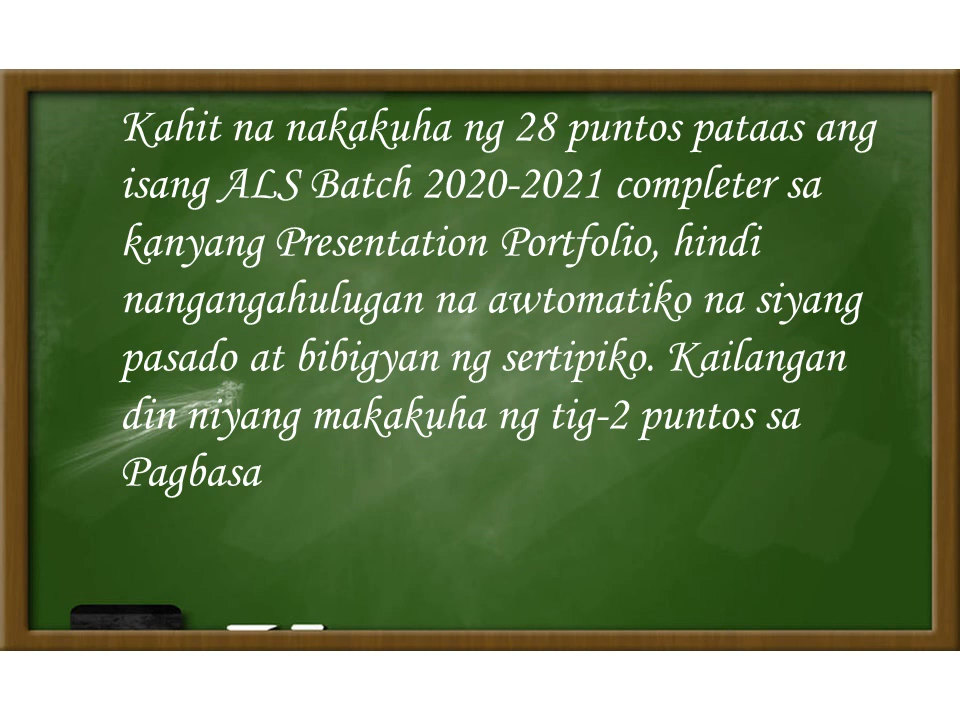 Kahit na nakakuha ng 28 puntos pataas ang
isang ALS Batch 2020-2021 completer sa
kanyang Presentation Portfolio, hindi
nangangahulugan na awtomatiko na siyang
pasado at bibigyan ng sertipiko. Kailangan
din niyang makakuha ng tig-2 puntos sa
Pagbasa